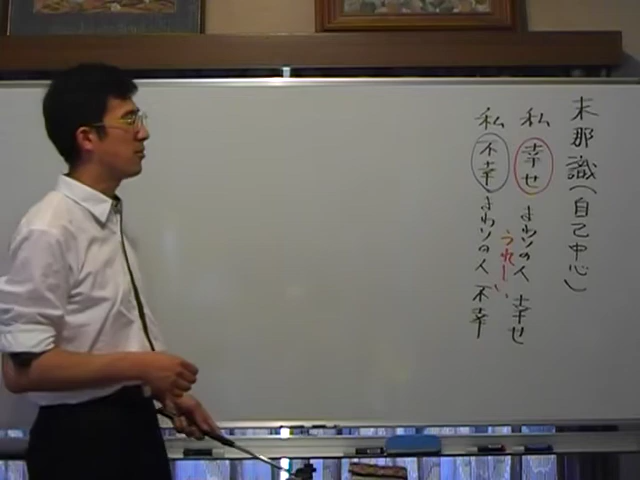 末那識(自己中心)
私 幸せ まわりの人 幸せ
うれしい
私 不幸 まわりの人 不幸